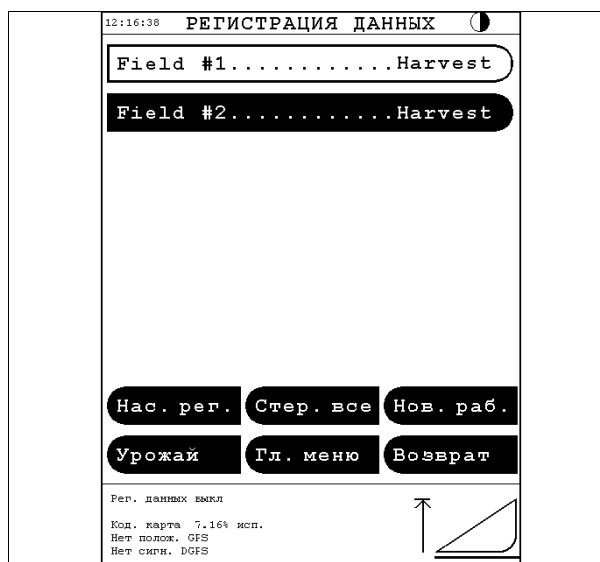 12:16:38 РЕГИСТРАЦИЯ ДАННЫХ
Field #1............Harvest
Field #2............Harvest
Нас. рег. Стер. все Нов. раб.
Урожай Гл. меню Возврат
Рег. данных выкл
Код. карта 7.16% исп.
Нет полож. GPS
Нет сигн. DGPS